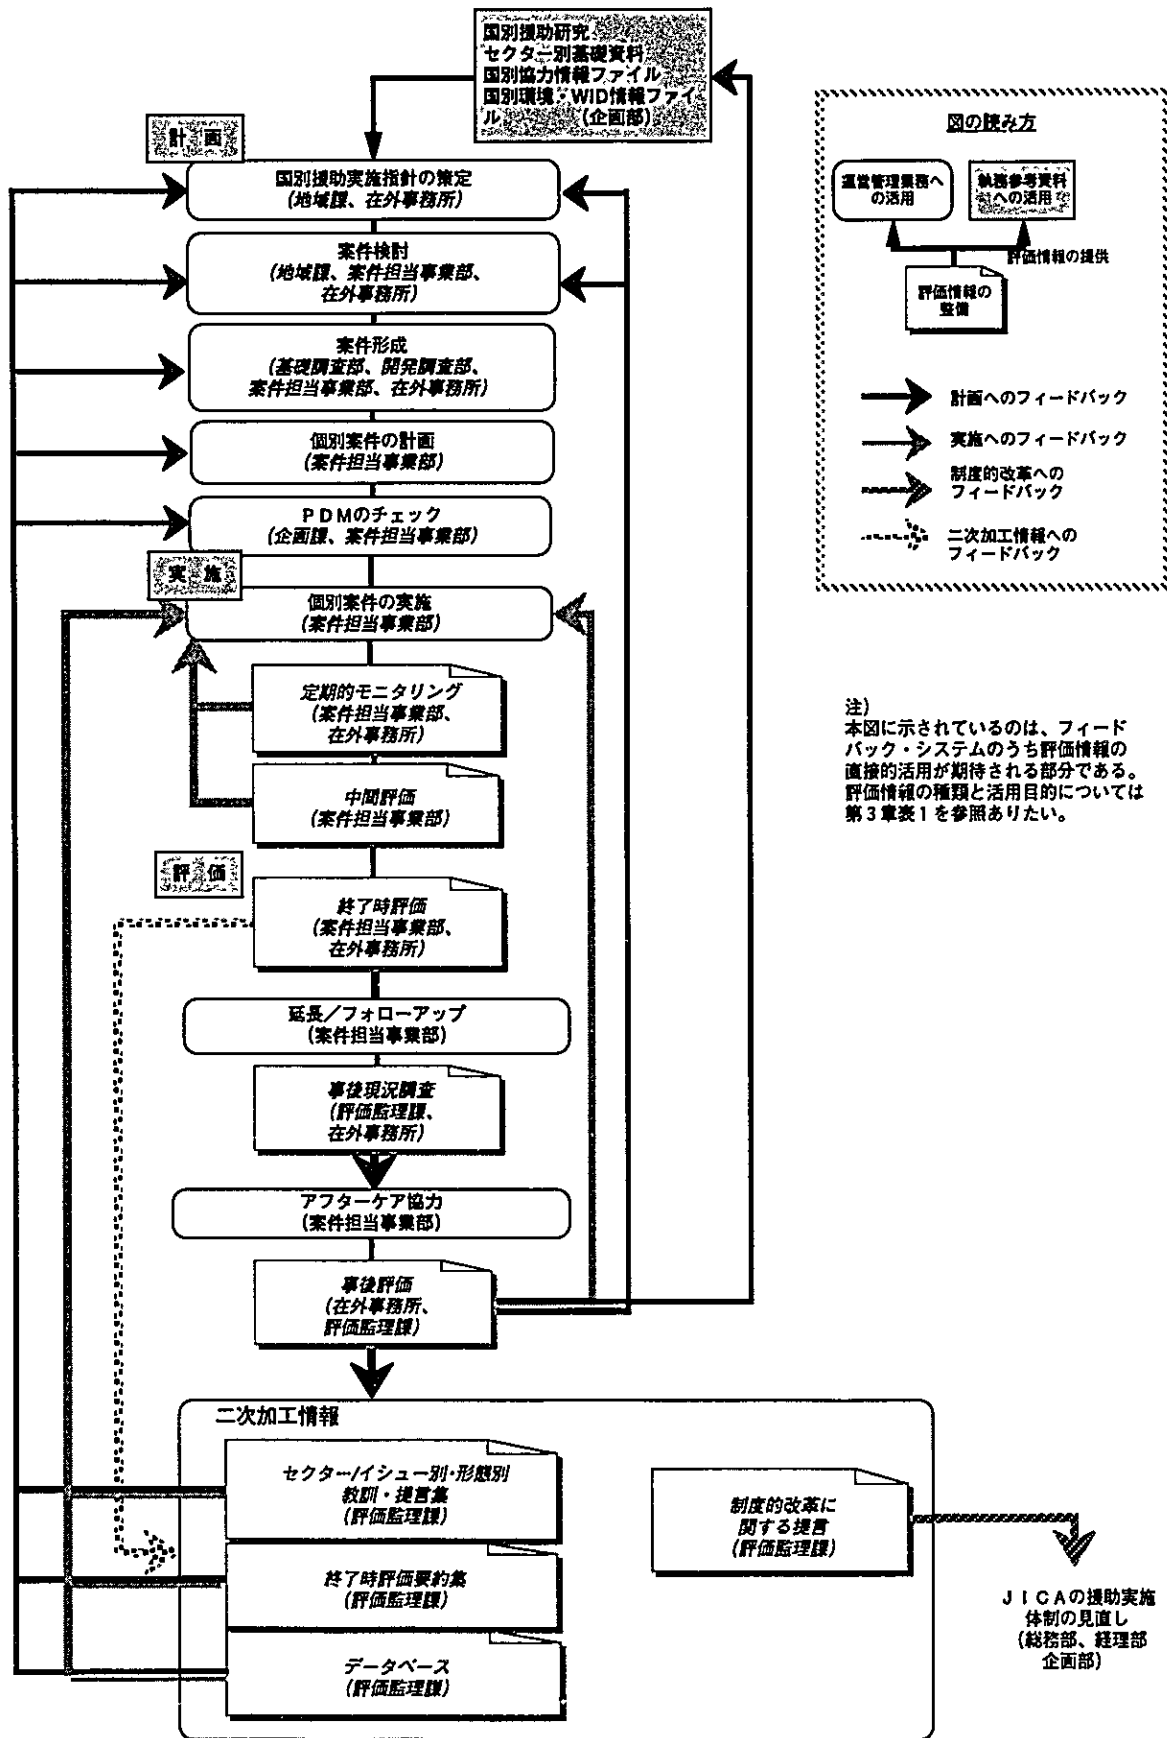 国別援助研究
セクター別基礎資料
国別協力情報ファイル
国別環境・WID情報ファイ
ル　　　　(企画部)
計 画
国別援助実施指針の策定
(地域課、在外事務所)
案件検討
(地域課、案件担当事業部、
在外事務所)
案件形成
(基礎調査部、開発調査部、
案件担当事業部、在外事務所)
個別案件の計画
(案件担当事業部)
ＰＤＭのチェック
(企画課、案件担当事業部)
実 施
個別案件の実施
(案件担当事業部)
定期的モニタリング
(案件担当事業部、
在外事務所)
中間評価
(案件担当事業部)
評 価
終了時評価
(案件担当事業部、
在外事務所)
延長／フォローアップ
(案件担当事業部)
事後現況調査
(評価監理課、
在外事務所)
アフターケア協力
(案件担当事業部)
事後評価
(在外事務所、
評価監理課)
二次加工情報
セクター/イシュー別・形態別
教訓・提言集
(評価監理課)
終了時評価要約集
(評価監理課)
データベース
(評価監理課)
制度的改革に
関する提言
(評価監理課)
ＪＩＣＡの援助実施
体制の見直し
(総務部、経理部
企画部)
図の読み方
運営管理業務へ
の活用
執務参考資料
への活用
評価情報の提供
評価情報の
整備
計画へのフィードバック
実施へのフィードバック
制度的改革への
フィードバック
二次加工情報への
フィードバック
注)
本図に示されているのは、フィード
バック・システムのうち評価情報の
直接的活用が期待される部分である。
評価情報の種類と活用目的については
第３章表１を参照ありたい。